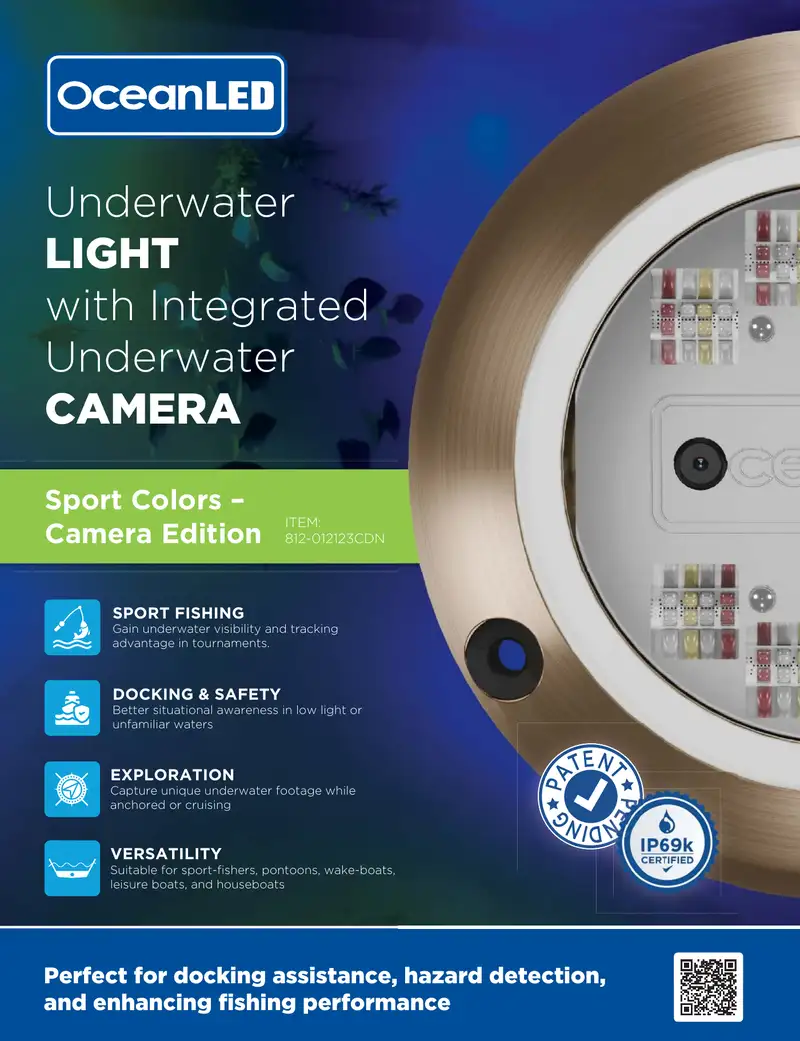 OceanLED
Underwater
LIGHT
with Integrated
Underwater
CAMERA
Sport Colors –
Camera Edition
ITEM:
812-012123CDN
SPORT FISHING
Gain underwater visibility and tracking
advantage in tournaments.
DOCKING & SAFETY
Better situational awareness in low light or
unfamiliar waters
EXPLORATION
Capture unique underwater footage while
anchored or cruising
VERSATILITY
Suitable for sport-fishers, pontoons, wake-boats,
leisure boats, and houseboats
Oce
PATENT
PENDING
IP69k
CERTIFIED
Perfect for docking assistance, hazard detection,
and enhancing fishing performance